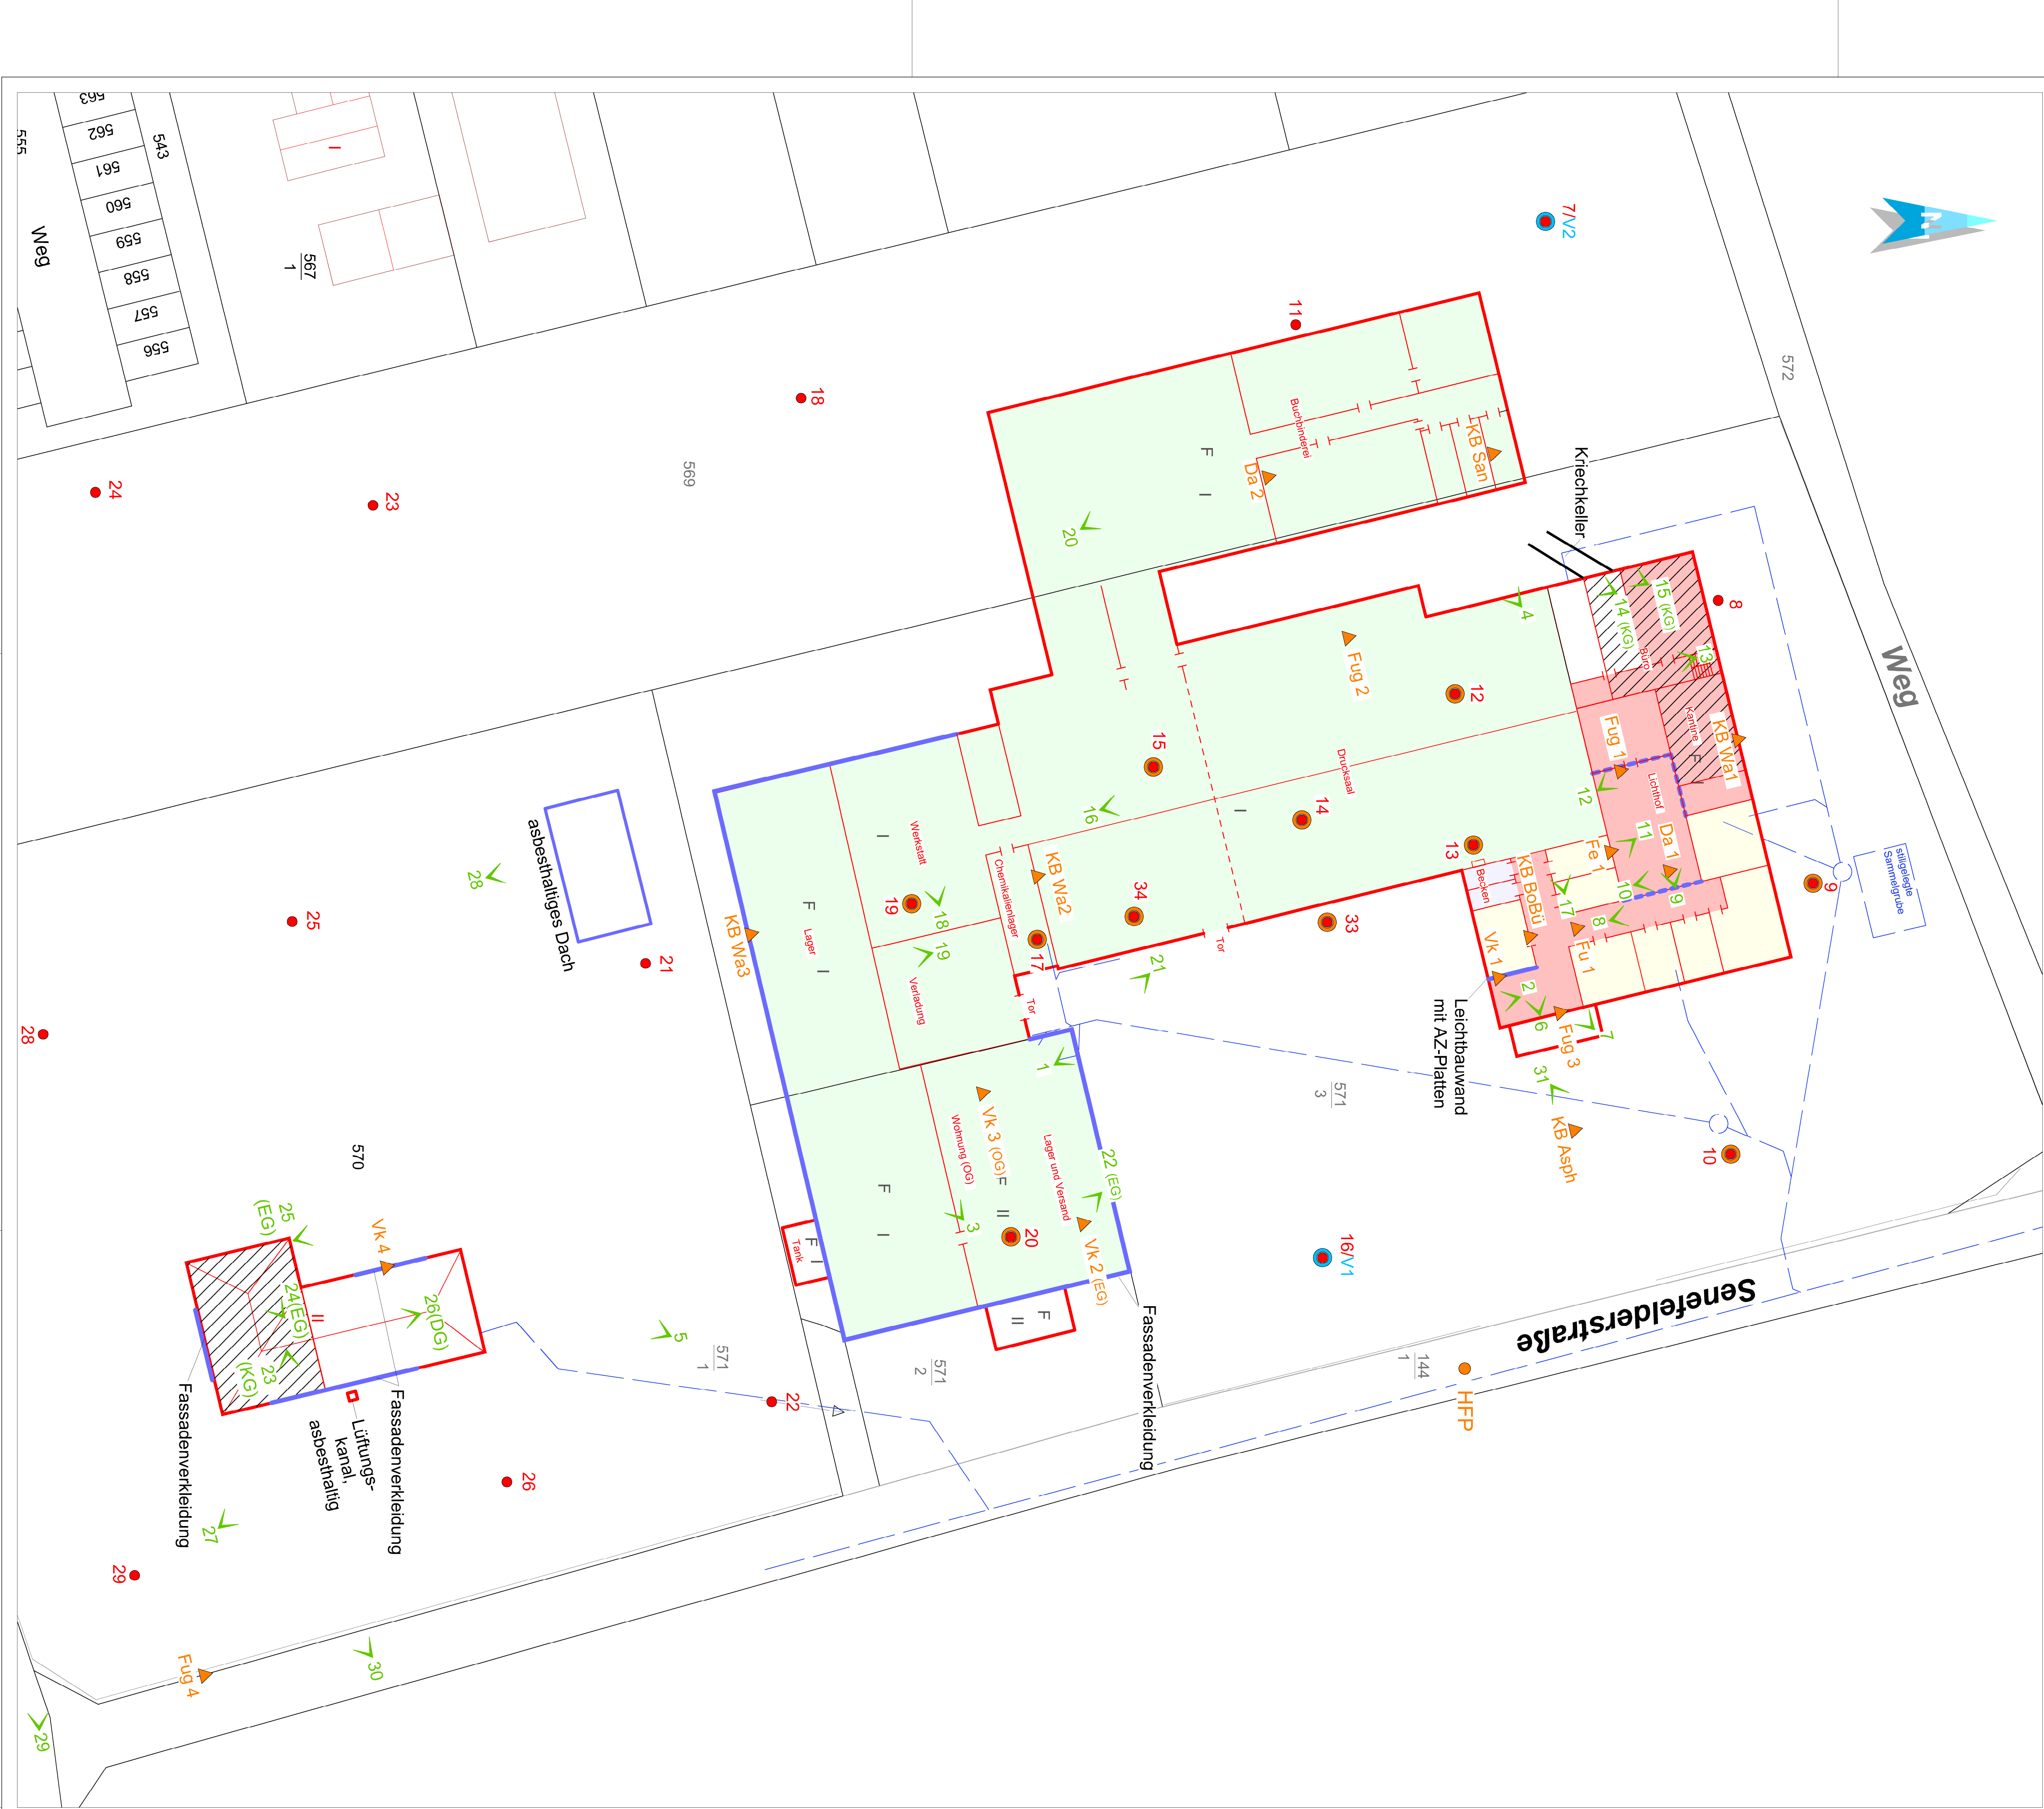 563
562
561
560
559
558
557
556
555
543
Weg
I
567
1
7/V2
N
11
18
572
569
24
23
Kriechkeller
Buchbinderei
KB San
Da 2
F
I
20
Weg
8
4
15 (KG)
14 (KG)
Büro
13
Kantine
KB Wa1
F
I
Fug 1
Lichthof
12
11
Da 1
Fug 2
12
15
14
Drucksaal
I
16
13
Fe 1
Becken
KB BoBü
10
9
17
8
Fu 1
Vk 1
2
6
7
Fug 3
9
stillgelegte
Sammelgrube
Leichtbauwand
mit AZ-Platten
31
KB Asph
10
33
34
KB Wa2
Chemikalienlager
17
Tor
Tor
21
Werkstatt
I
19
18
19
Verladung
F
Lager
I
KB Wa3
asbesthaltiges Dach
28
25
21
28
1
571
3
Vk 3 (OG)
Wohnung (OG)
F
II
Lager und Versand
22 (EG)
3
20
Vk 2 (EG)
F
I
F
I
Tank
F
II
16/V1
Senefelderstraße
HFP
144
1
Fassadenverkleidung
571
2
571
1
5
22
570
25
(EG)
Vk 4
24(EG)
II
26(DG)
23
(KG)
Fassadenverkleidung
Fassadenverkleidung
Lüftungs-
kanal,
asbesthaltig
26
27
29
Fug 4
30
29